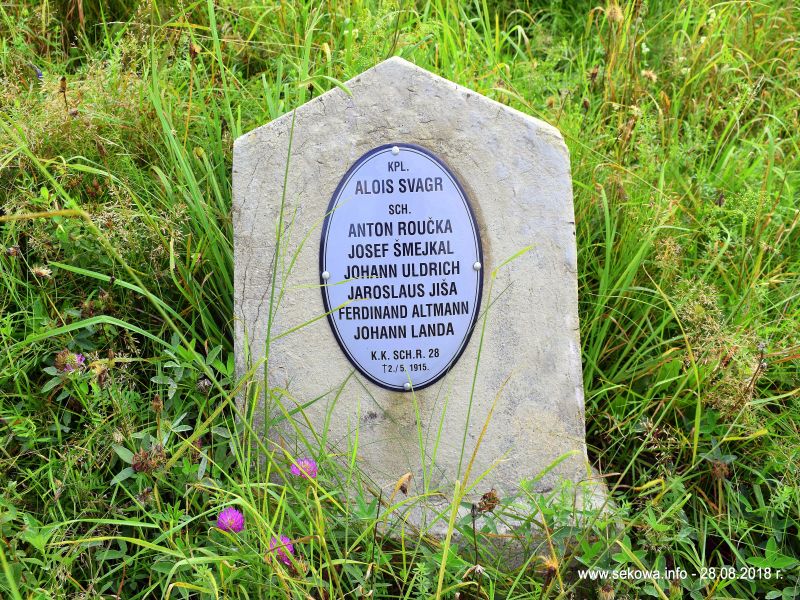 KPL.
ALOIS SVAGR
SCH.
ANTON ROUČKA
JOSEF ŠMEJKAL
JOHANN ULDRICH
JAROSLAUS JIŠA
FERDINAND ALTMANN
JOHANN LANDA
K.K. SCH.R. 28
†2./5. 1915.
www.sekowa.info - 28.08.2018 r.